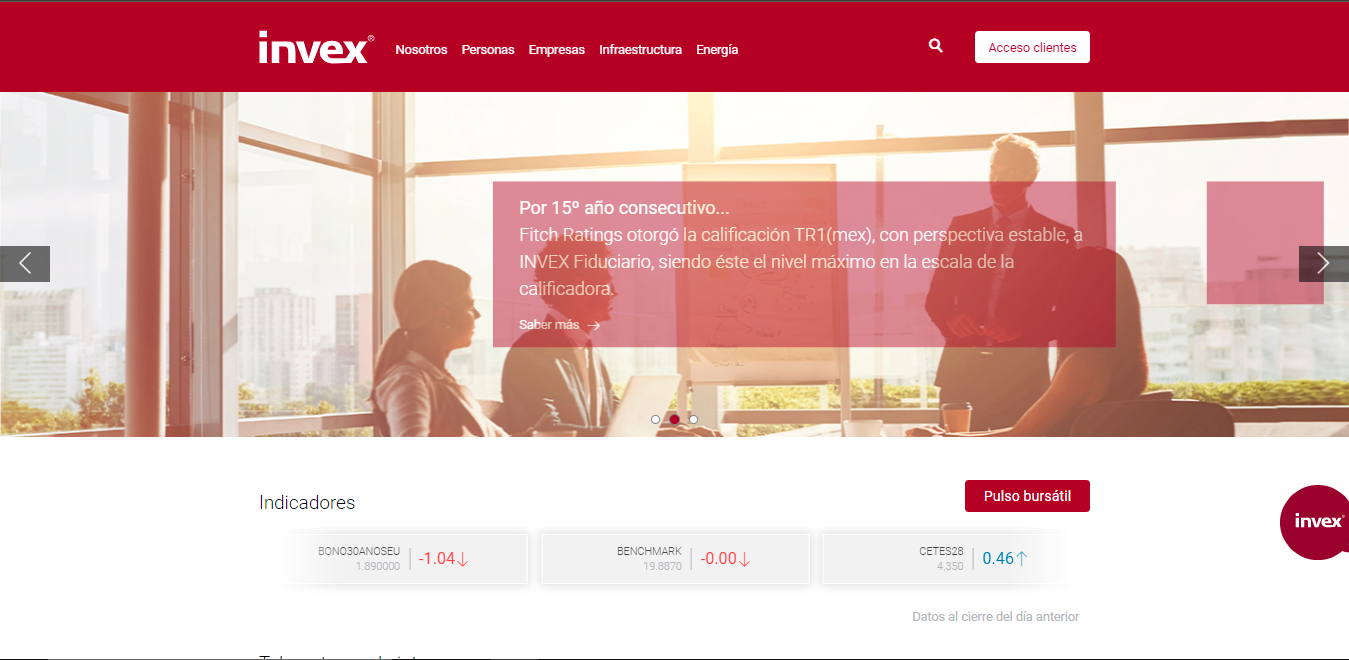 invex®
Nosotros Personas Empresas Infraestructura Energía
Acceso clientes
Por 15º año consecutivo...
Fitch Ratings otorgó la calificación TR1(mex), con perspectiva estable, a
INVEX Fiduciario, siendo éste el nivel máximo en la escala de la
calificadora.
Saber más →
Indicadores
Pulso bursátil
invex®
BONO30ANOSEU
1.890000
-1.04↓
BENCHMARK
19.8870
-0.00↓
CETES28
4.350
0.46↑
Datos al cierre del día anterior